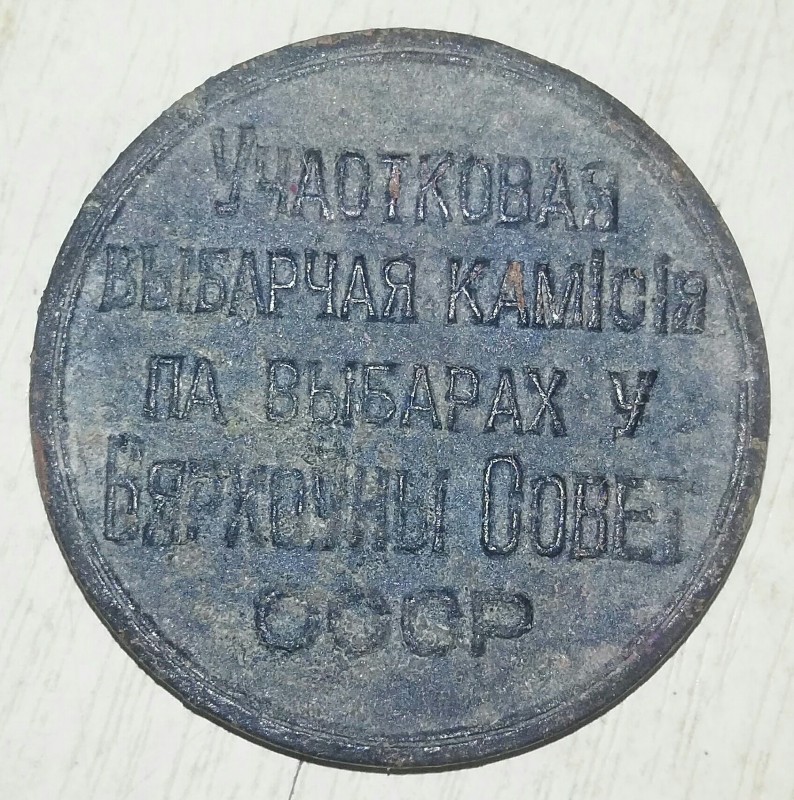 Участковая
выбарчая камісія
па выбарах у
Вярхоўны Совет
СССР